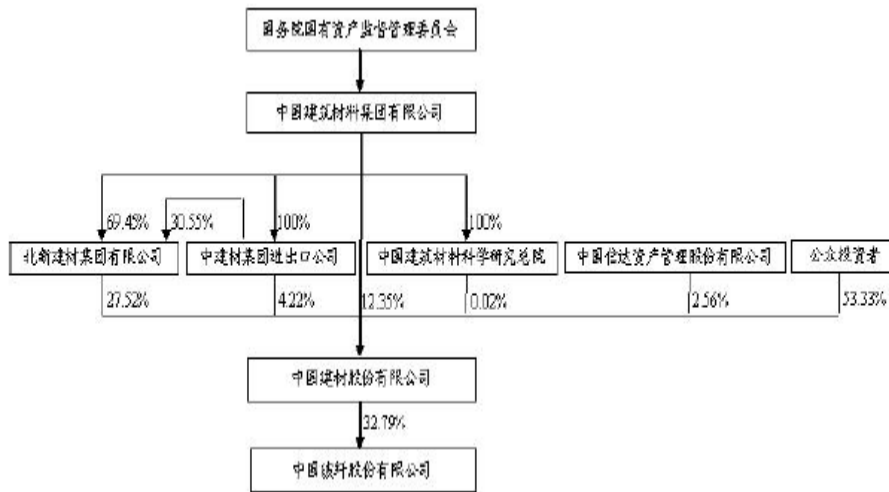 国务院国有资产监督管理委员会
中国建筑材料集团有限公司
69.45% 30.55% 100% 100%
北新建材集团有限公司 中建材集团进出口公司 中国建筑材料科学研究总院 中国信达资产管理股份有限公司 公众投资者
27.52% 4.22% 12.35% 0.02% 2.56% 53.33%
中国建材股份有限公司
32.79%
中国玻纤股份有限公司